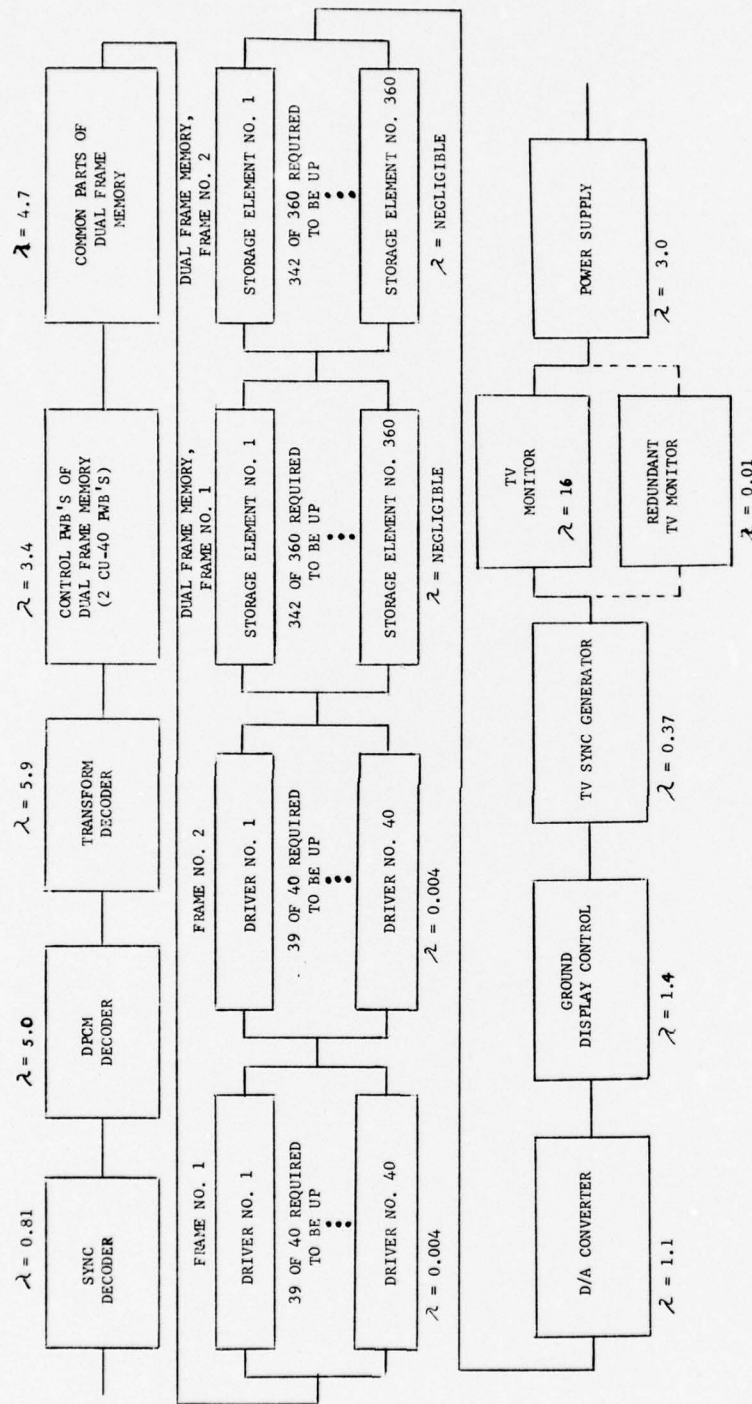 λ = 0.81
SYNC
DECODER
λ = 5.0
DPCM
DECODER
λ = 5.9
TRANSFORM
DECODER
λ = 3.4
CONTROL PWB'S OF
DUAL FRAME MEMORY
(2 CU-40 PWB'S)
λ = 4.7
COMMON PARTS OF
DUAL FRAME
MEMORY
FRAME NO. 1
DRIVER NO. 1
39 OF 40 REQUIRED
TO BE UP
DRIVER NO. 40
λ = 0.004
FRAME NO. 2
DRIVER NO. 1
39 OF 40 REQUIRED
TO BE UP
DRIVER NO. 40
λ = 0.004
DUAL FRAME MEMORY,
FRAME NO. 1
STORAGE ELEMENT NO. 1
342 OF 360 REQUIRED
TO BE UP
STORAGE ELEMENT NO. 360
λ = NEGLIGIBLE
DUAL FRAME MEMORY,
FRAME NO. 2
STORAGE ELEMENT NO. 1
342 OF 360 REQUIRED
TO BE UP
STORAGE ELEMENT NO. 360
λ = NEGLIGIBLE
D/A CONVERTER
λ = 1.1
GROUND
DISPLAY CONTROL
λ = 1.4
TV SYNC GENERATOR
λ = 0.37
TV
MONITOR
λ = 16
REDUNDANT
TV MONITOR
λ = 0.01
POWER SUPPLY
λ = 3.0